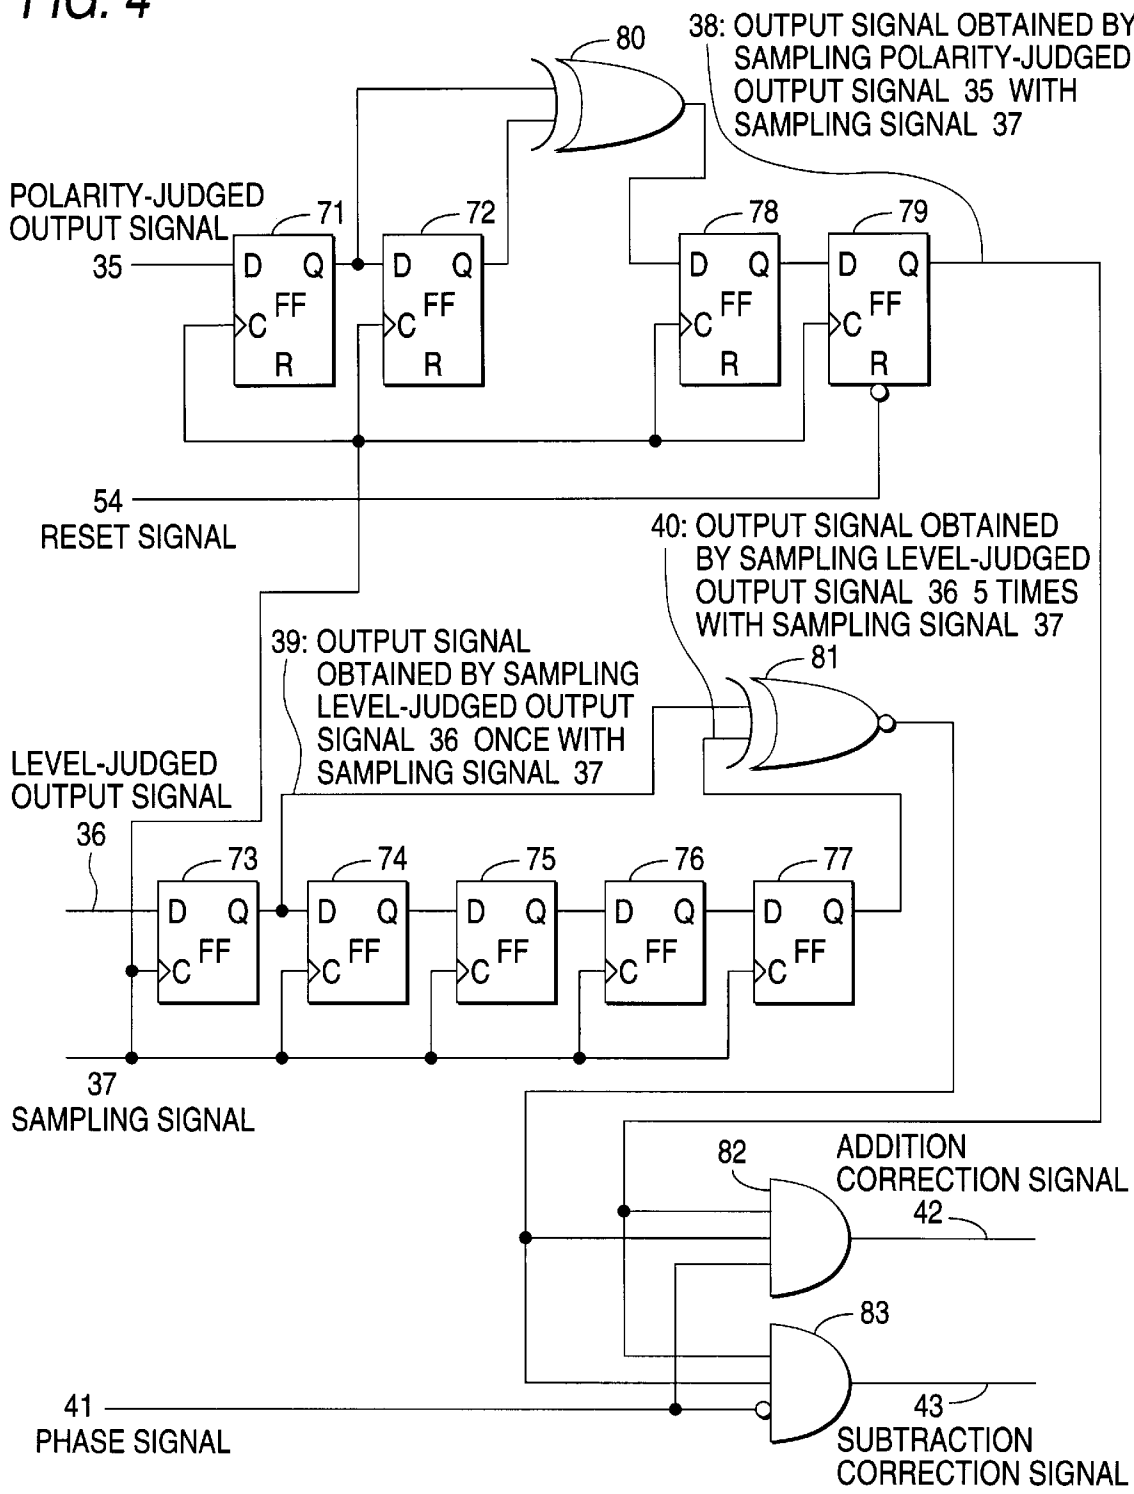 FIG. 4
80
38: OUTPUT SIGNAL OBTAINED BY
SAMPLING POLARITY-JUDGED
OUTPUT SIGNAL 35 WITH
SAMPLING SIGNAL 37
POLARITY-JUDGED
OUTPUT SIGNAL
35
71
D Q
FF
C
R
72
D Q
FF
C
R
78
D Q
FF
C
R
79
D Q
FF
C
R
54
RESET SIGNAL
40: OUTPUT SIGNAL OBTAINED
BY SAMPLING LEVEL-JUDGED
OUTPUT SIGNAL 36 5 TIMES
WITH SAMPLING SIGNAL 37
39: OUTPUT SIGNAL
OBTAINED BY SAMPLING
LEVEL-JUDGED OUTPUT
SIGNAL 36 ONCE WITH
SAMPLING SIGNAL 37
81
LEVEL-JUDGED
OUTPUT SIGNAL
36
73
D Q
FF
C
74
D Q
FF
C
75
D Q
FF
C
76
D Q
FF
C
77
D Q
FF
C
37
SAMPLING SIGNAL
82
ADDITION
CORRECTION SIGNAL
42
83
41
PHASE SIGNAL
43
SUBTRACTION
CORRECTION SIGNAL